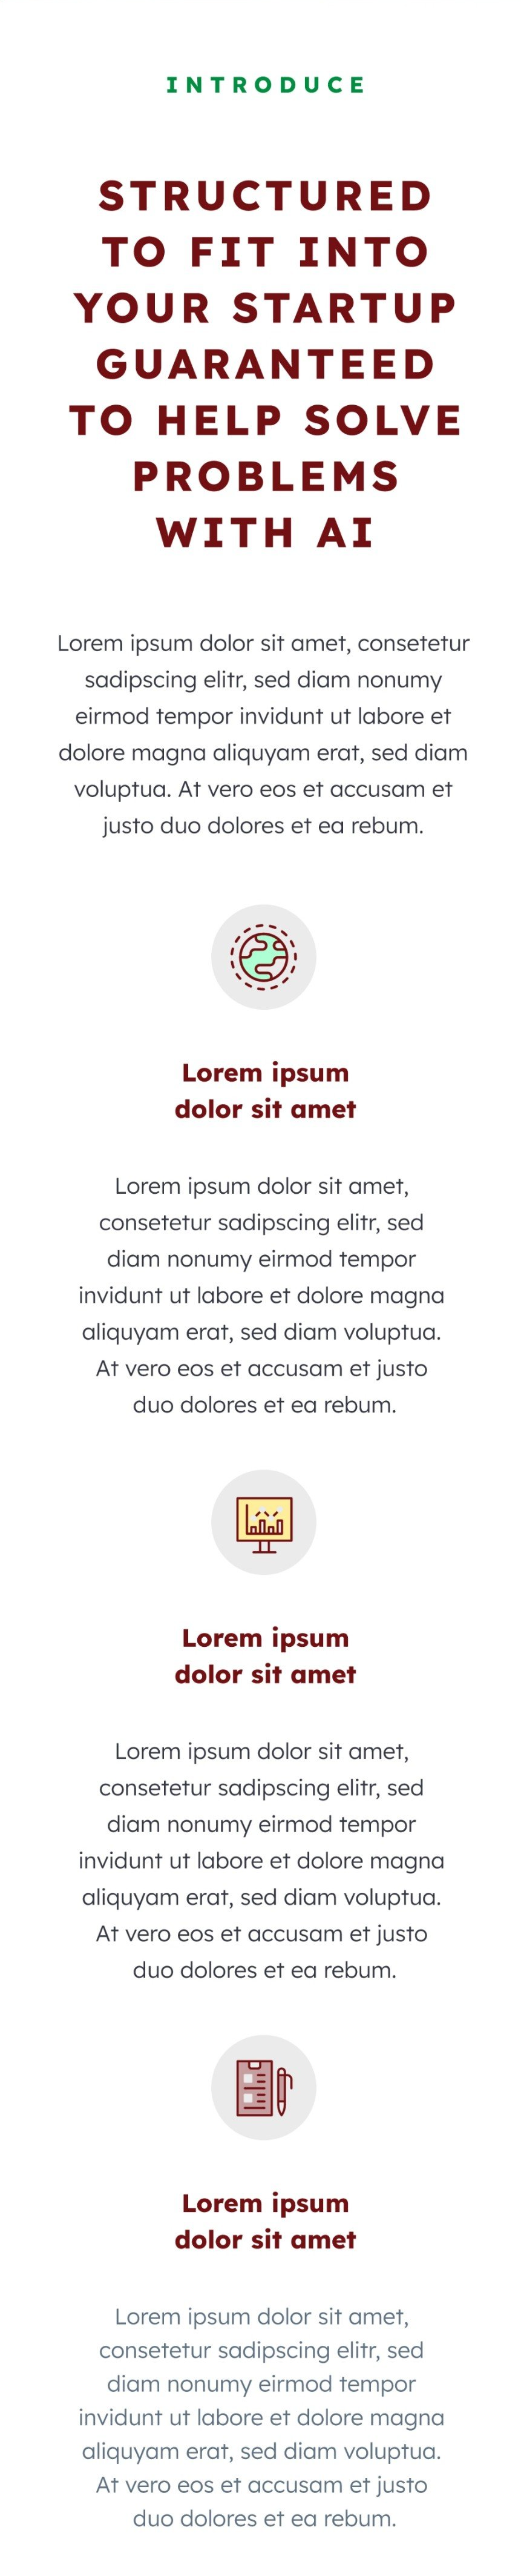 INTRODUCE
STRUCTURED
TO FIT INTO
YOUR STARTUP
GUARANTEED
TO HELP SOLVE
PROBLEMS
WITH AI
Lorem ipsum dolor sit amet, consetetur
sadipscing elitr, sed diam nonumy
eirmod tempor invidunt ut labore et
dolore magna aliquyam erat, sed diam
voluptua. At vero eos et accusam et
justo duo dolores et ea rebum.
Lorem ipsum
dolor sit amet
Lorem ipsum dolor sit amet,
consetetur sadipscing elitr, sed
diam nonumy eirmod tempor
invidunt ut labore et dolore magna
aliquyam erat, sed diam voluptua.
At vero eos et accusam et justo
duo dolores et ea rebum.
Lorem ipsum
dolor sit amet
Lorem ipsum dolor sit amet,
consetetur sadipscing elitr, sed
diam nonumy eirmod tempor
invidunt ut labore et dolore magna
aliquyam erat, sed diam voluptua.
At vero eos et accusam et justo
duo dolores et ea rebum.
Lorem ipsum
dolor sit amet
Lorem ipsum dolor sit amet,
consetetur sadipscing elitr, sed
diam nonumy eirmod tempor
invidunt ut labore et dolore magna
aliquyam erat, sed diam voluptua.
At vero eos et accusam et justo
duo dolores et ea rebum.